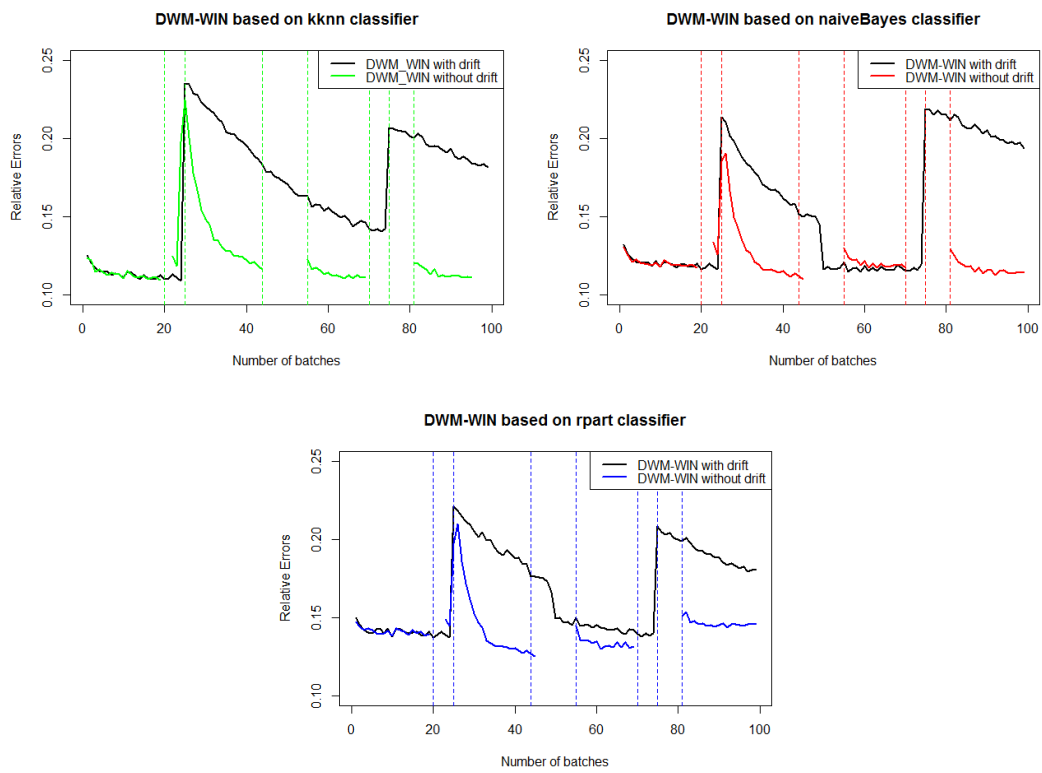 DWM-WIN based on kknn classifier
DWM_WIN with drift
DWM_WIN without drift
Relative Errors
0.25
0.20
0.15
0.10
0 20 40 60 80 100
Number of batches
DWM-WIN based on naiveBayes classifier
DWM-WIN with drift
DWM-WIN without drift
Relative Errors
0.25
0.20
0.15
0.10
0 20 40 60 80 100
Number of batches
DWM-WIN based on rpart classifier
DWM-WIN with drift
DWM-WIN without drift
Relative Errors
0.25
0.20
0.15
0.10
0 20 40 60 80 100
Number of batches